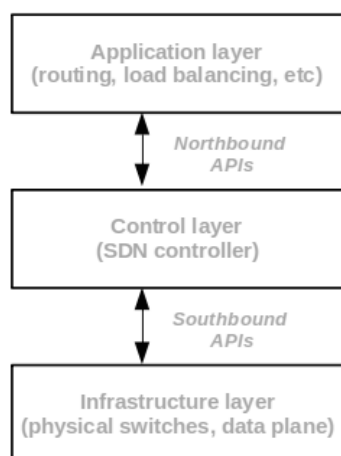 Application layer
(routing, load balancing, etc)
Northbound
APIs
Control layer
(SDN controller)
Southbound
APIs
Infrastructure layer
(physical switches, data plane)